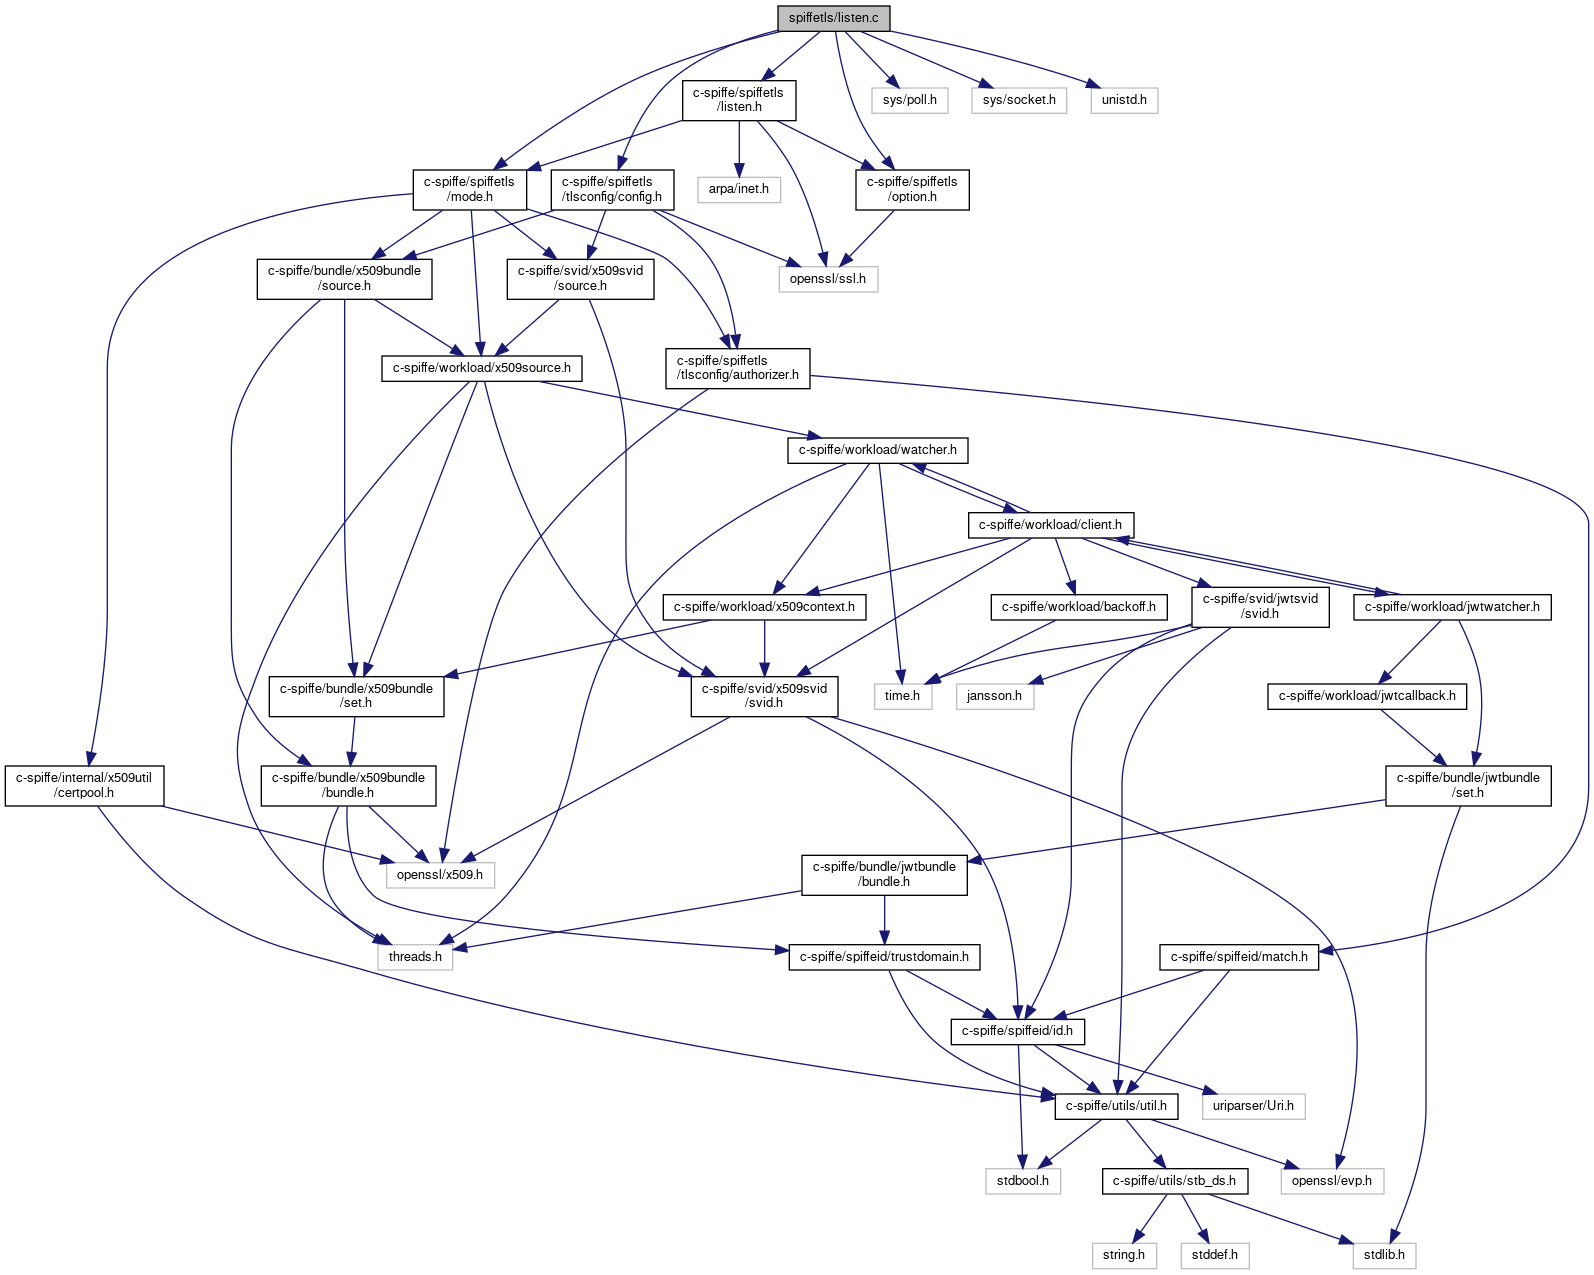 spiffetls/listen.c
c-spiffe/spiffetls
/listen.h
sys/poll.h
sys/socket.h
unistd.h
c-spiffe/spiffetls
/mode.h
c-spiffe/spiffetls
/tlsconfig/config.h
arpa/inet.h
c-spiffe/spiffetls
/option.h
c-spiffe/bundle/x509bundle
/source.h
c-spiffe/svid/x509svid
/source.h
openssl/ssl.h
c-spiffe/workload/x509source.h
c-spiffe/spiffetls
/tlsconfig/authorizer.h
c-spiffe/workload/watcher.h
c-spiffe/workload/client.h
c-spiffe/workload/x509context.h
c-spiffe/workload/backoff.h
c-spiffe/svid/jwtsvid
/svid.h
c-spiffe/workload/jwtwatcher.h
c-spiffe/bundle/x509bundle
/set.h
c-spiffe/svid/x509svid
/svid.h
time.h
jansson.h
c-spiffe/workload/jwtcallback.h
c-spiffe/internal/x509util
/certpool.h
c-spiffe/bundle/x509bundle
/bundle.h
c-spiffe/bundle/jwtbundle
/set.h
openssl/x509.h
c-spiffe/bundle/jwtbundle
/bundle.h
threads.h
c-spiffe/spiffeid/trustdomain.h
c-spiffe/spiffeid/match.h
c-spiffe/spiffeid/id.h
c-spiffe/utils/util.h
uriparser/Uri.h
stdbool.h
c-spiffe/utils/stb_ds.h
openssl/evp.h
string.h
stddef.h
stdlib.h